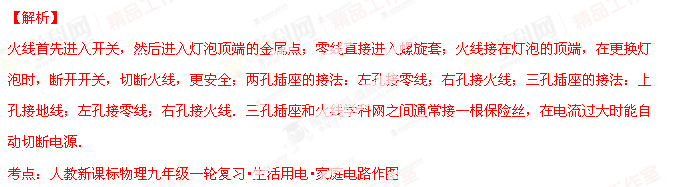 【解析】
火线首先进入开关，然后进入灯泡顶端的金属点；零线直接进入螺旋套；火线接在灯泡的顶端，在更换灯
泡时，断开开关，切断火线，更安全；两孔插座的接法：左孔接零线；右孔接火线；三孔插座的接法：上
孔接地线；左孔接零线；右孔接火线．三孔插座和火线学科网之间通常接一根保险丝，在电流过大时能自
动切断电源．
考点：人教新课标物理九年级一轮复习•生活用电•家庭电路作图